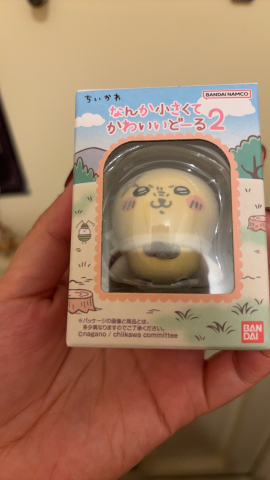 ちいかわ
BANDAI NAMCO
なんか小さくて
かわいいどーる2
※パッケージの画像と商品とは、
多少異なりますのでご了承ください。
©nagano / chiikawa committee
BAN
DAI